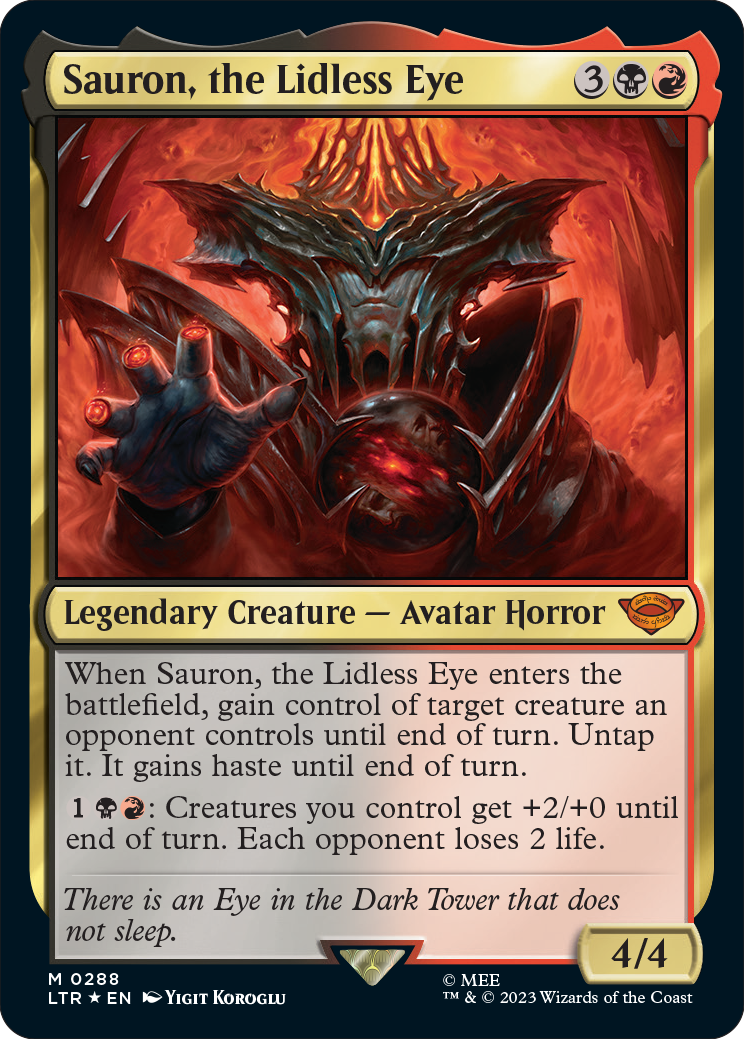 Sauron, the Lidless Eye 3
Legendary Creature — Avatar Horror
When Sauron, the Lidless Eye enters the
battlefield, gain control of target creature an
opponent controls until end of turn. Untap
it. It gains haste until end of turn.
1 : Creatures you control get +2/+0 until
end of turn. Each opponent loses 2 life.
There is an Eye in the Dark Tower that does
not sleep.
4/4
M 0288
LTR ★ EN Yigit Koroglu
© MEE
™ & © 2023 Wizards of the Coast